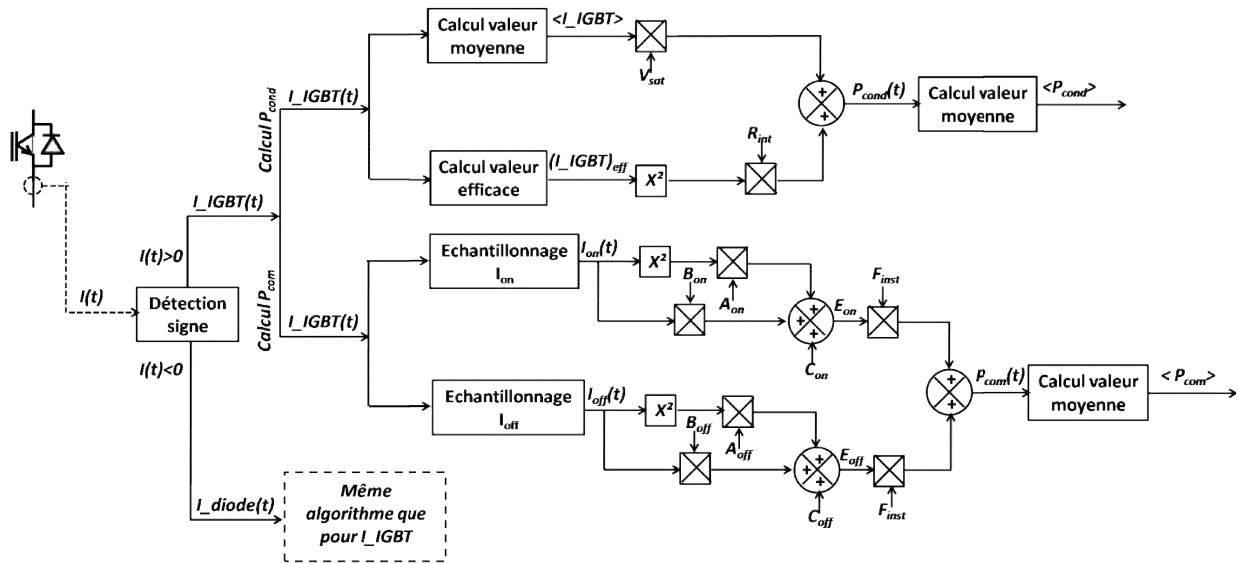 Calcul valeur
moyenne
<I_IGBT>
V_sat
I_IGBT(t)
Calcul P_cond
P_cond(t)
Calcul valeur
moyenne
<P_cond>
R_int
Calcul valeur
efficace
(I_IGBT)_eff
X²
I_IGBT(t)
I(t)>0
I(t)
Détection
signe
I(t)<0
Calcul P_com
I_IGBT(t)
Echantillonnage
I_on
I_on(t)
X²
B_on
A_on
E_on
F_inst
C_on
p_com(t)
Calcul valeur
moyenne
< P_com>
Echantillonnage
I_off
I_off(t)
X²
B_off
A_off
E_off
F_inst
C_off
I_diode(t)
Même
algorithme que
pour I_IGBT